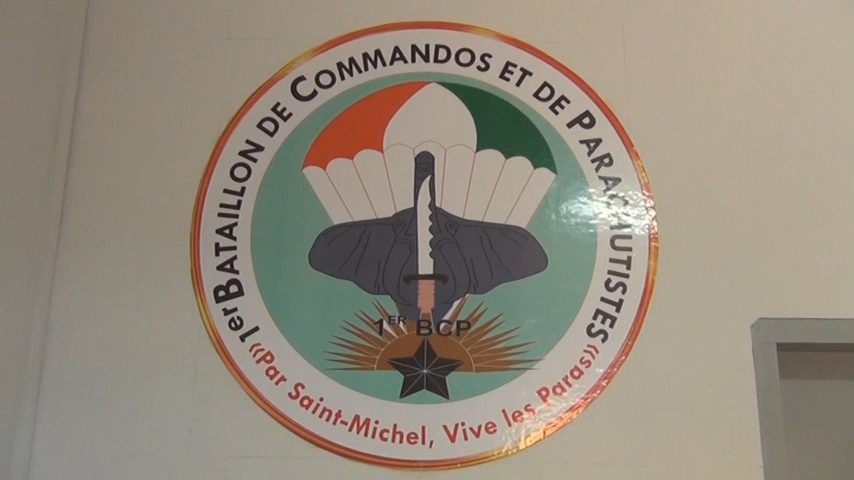 1er BATAILLON DE COMMANDOS ET DE PARACHUTISTES
1ER BCP
«Par Saint-Michel, Vive les Paras»